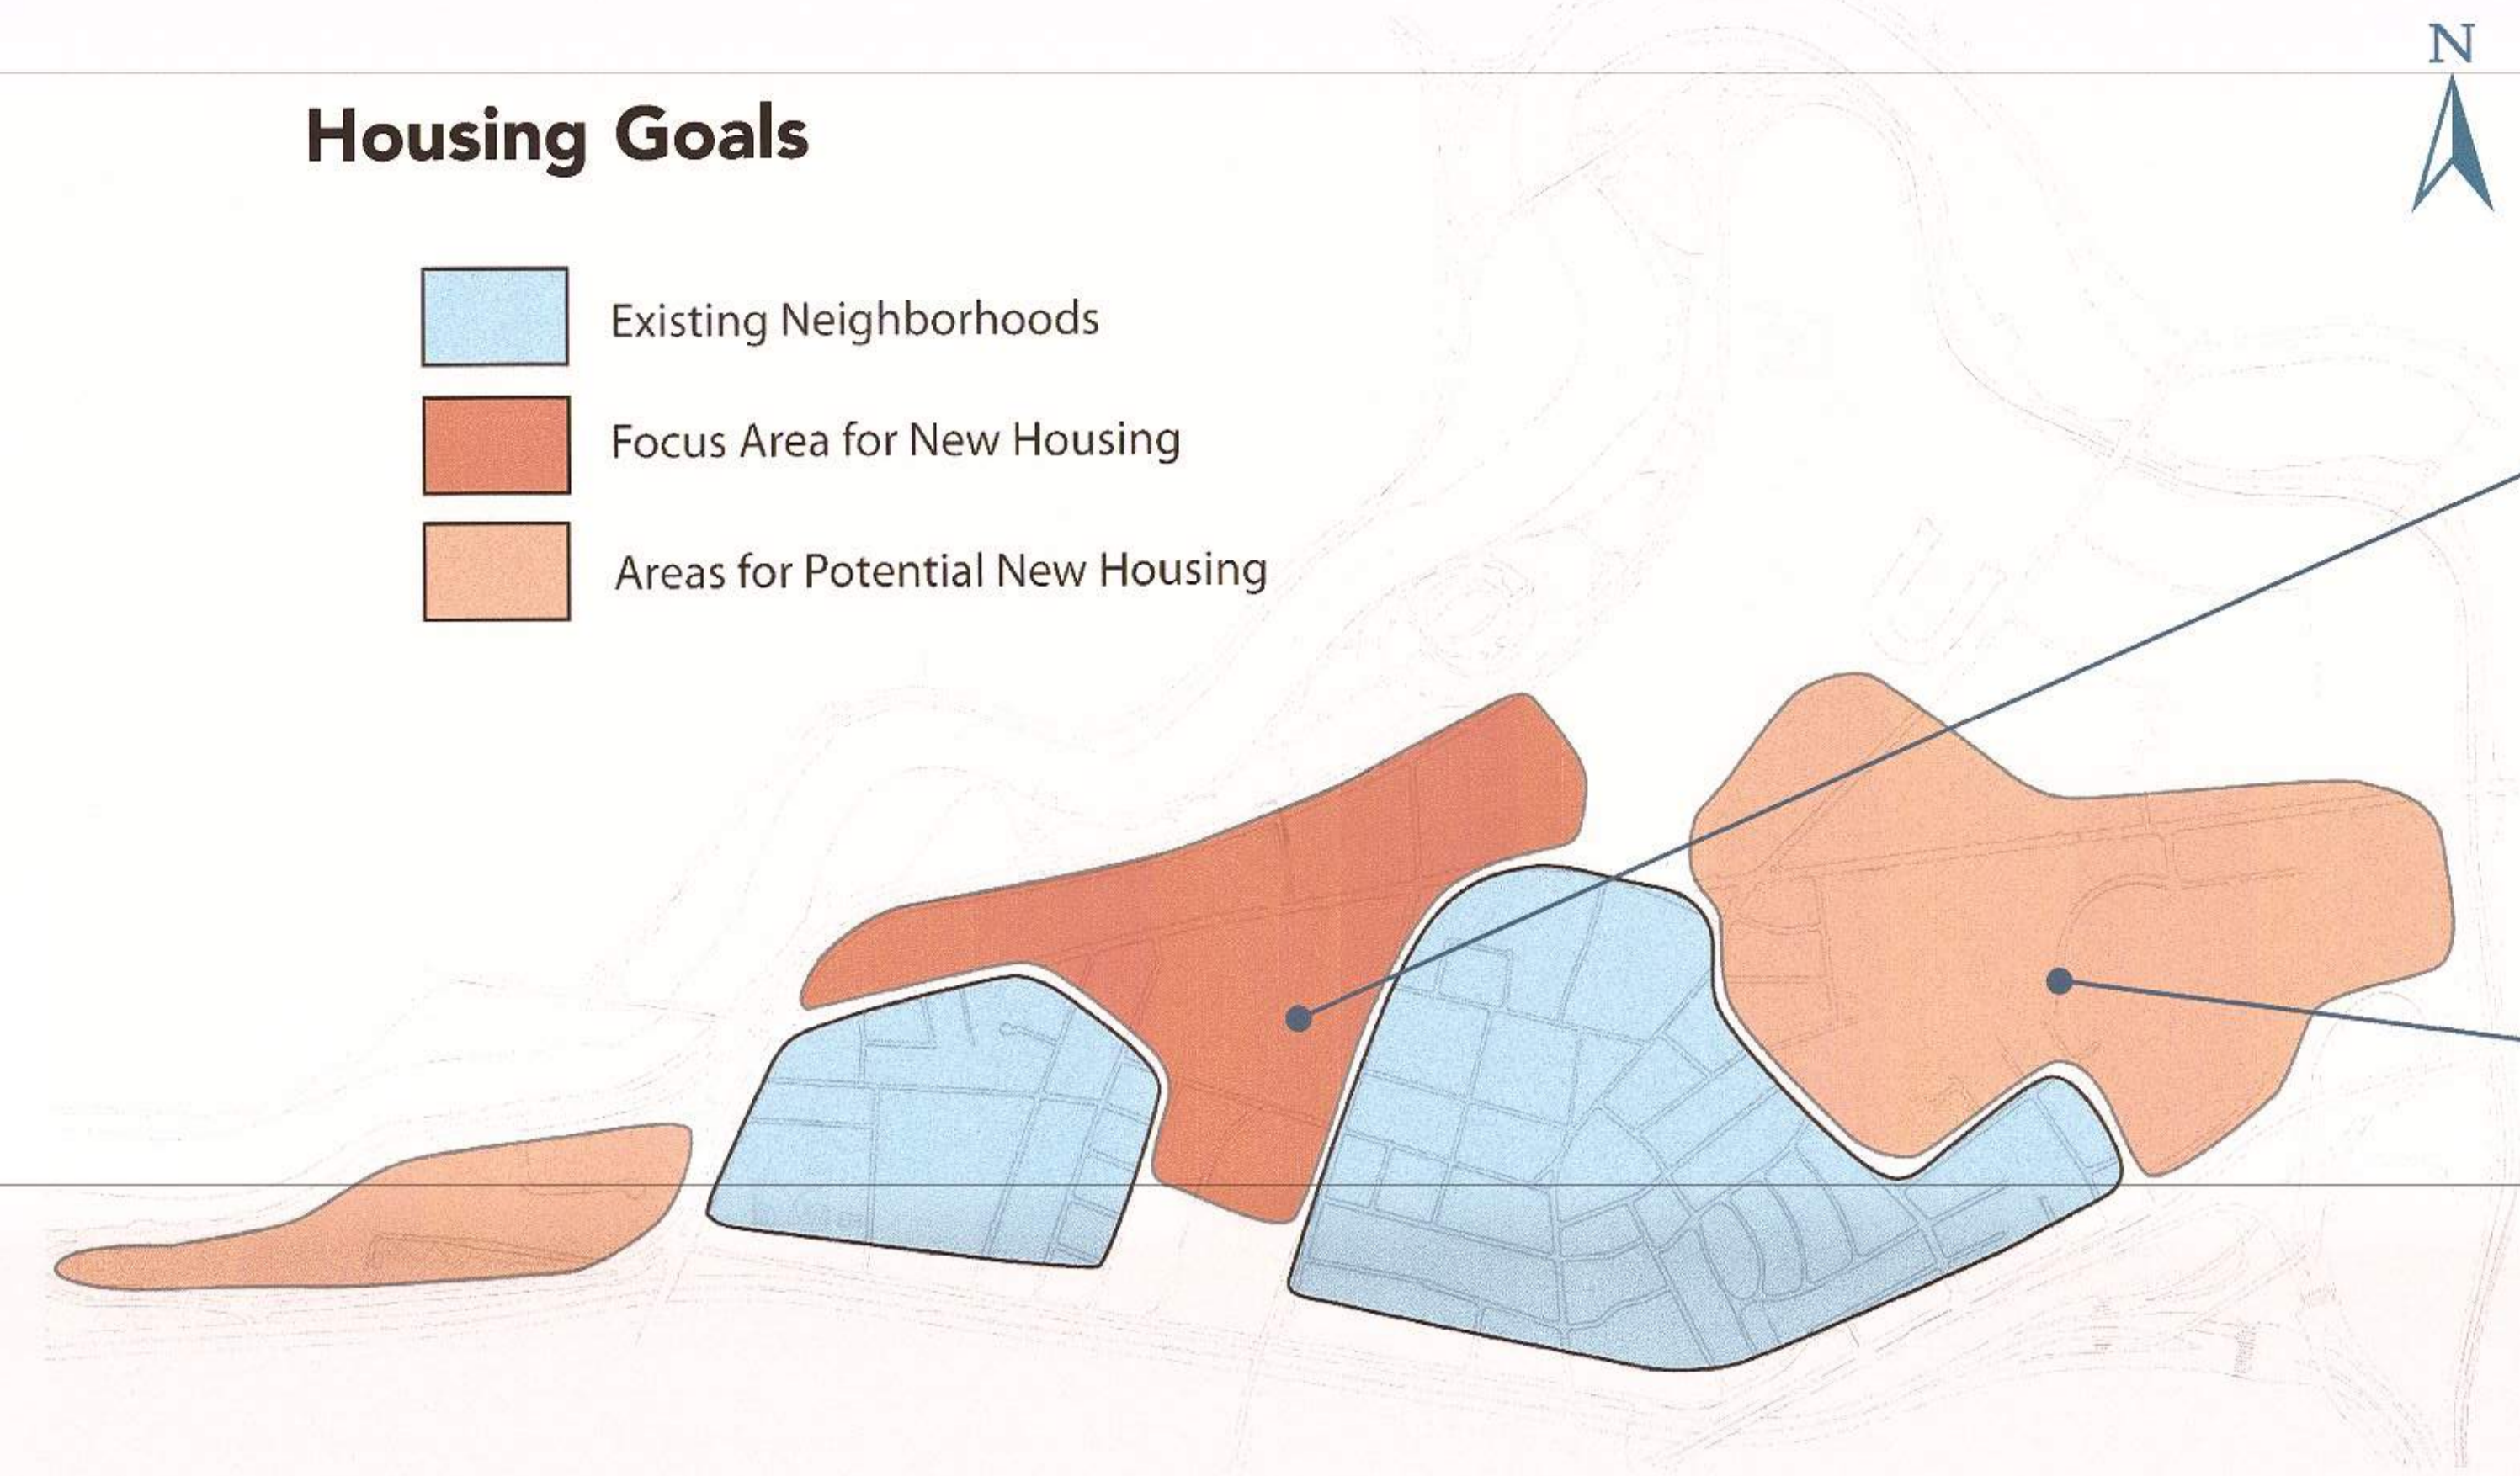 N
Housing Goals
Existing Neighborhoods
Focus Area for New Housing
Areas for Potential New Housing